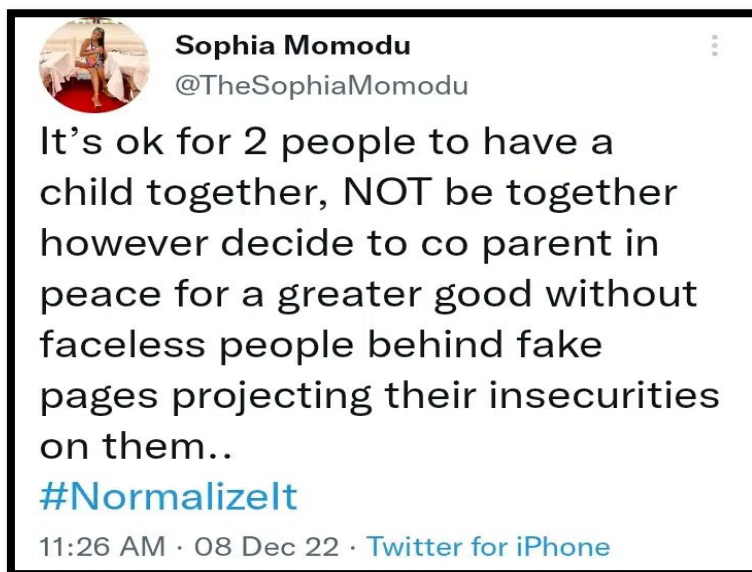 Sophia Momodu
@TheSophiaMomodu
It’s ok for 2 people to have a
child together, NOT be together
however decide to co parent in
peace for a greater good without
faceless people behind fake
pages projecting their insecurities
on them..
#NormalizeIt
11:26 AM · 08 Dec 22 · Twitter for iPhone